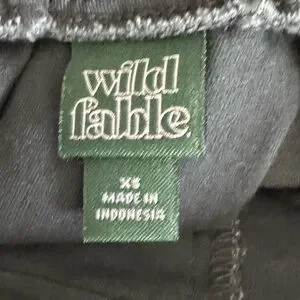 wild
fable.
XS
MADE IN
INDONESIA